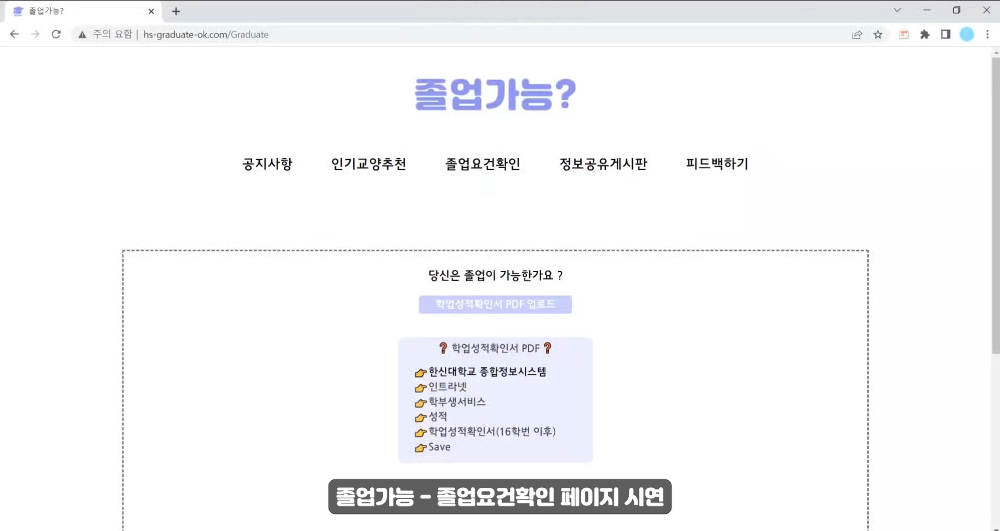 졸업가능?
주의 요함 | hs-graduate-ok.com/Graduate
졸업가능?
공지사항 인기교양추천 졸업요건확인 정보공유게시판 피드백하기
당신은 졸업이 가능한가요 ?
학업성적확인서 PDF 업로드
❓ 학업성적확인서 PDF ❓
👉한신대학교 종합정보시스템
👉인트라넷
👉학부생서비스
👉성적
👉학업성적확인서(16학번 이후)
👉Save
졸업가능 - 졸업요건확인 페이지 시연